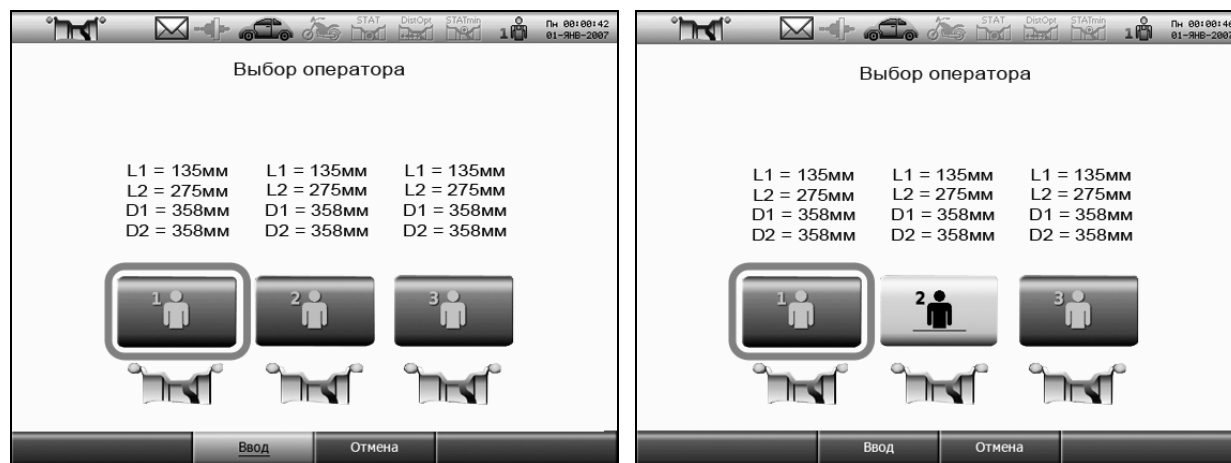 STAT DistOpt STATmin 1 Пн 00:00:42
01-ЯНВ-2007
Выбор оператора
L1 = 135мм L1 = 135мм L1 = 135мм
L2 = 275мм L2 = 275мм L2 = 275мм
D1 = 358мм D1 = 358мм D1 = 358мм
D2 = 358мм D2 = 358мм D2 = 358мм
1 2 3
Ввод Отмена
STAT DistOpt STATmin 1 Пн 00:00:46
01-ЯНВ-2007
Выбор оператора
L1 = 135мм L1 = 135мм L1 = 135мм
L2 = 275мм L2 = 275мм L2 = 275мм
D1 = 358мм D1 = 358мм D1 = 358мм
D2 = 358мм D2 = 358мм D2 = 358мм
1 2 3
Ввод Отмена